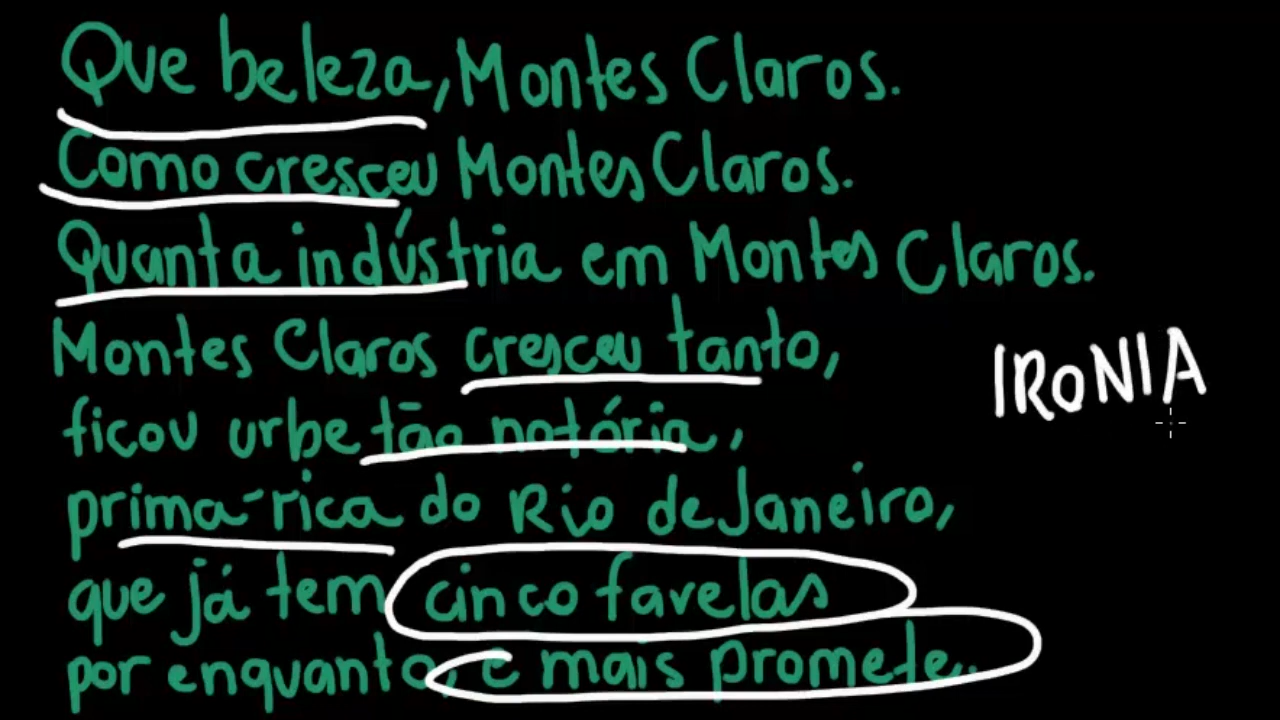 Que beleza, Montes Claros.
Como cresceu Montes Claros.
Quanta indústria em Montes Claros.
Montes Claros cresceu tanto,
ficou urbe tão notória,
prima-rica do Rio de Janeiro,
que já tem cinco favelas
por enquanto, e mais promete..
IRONIA